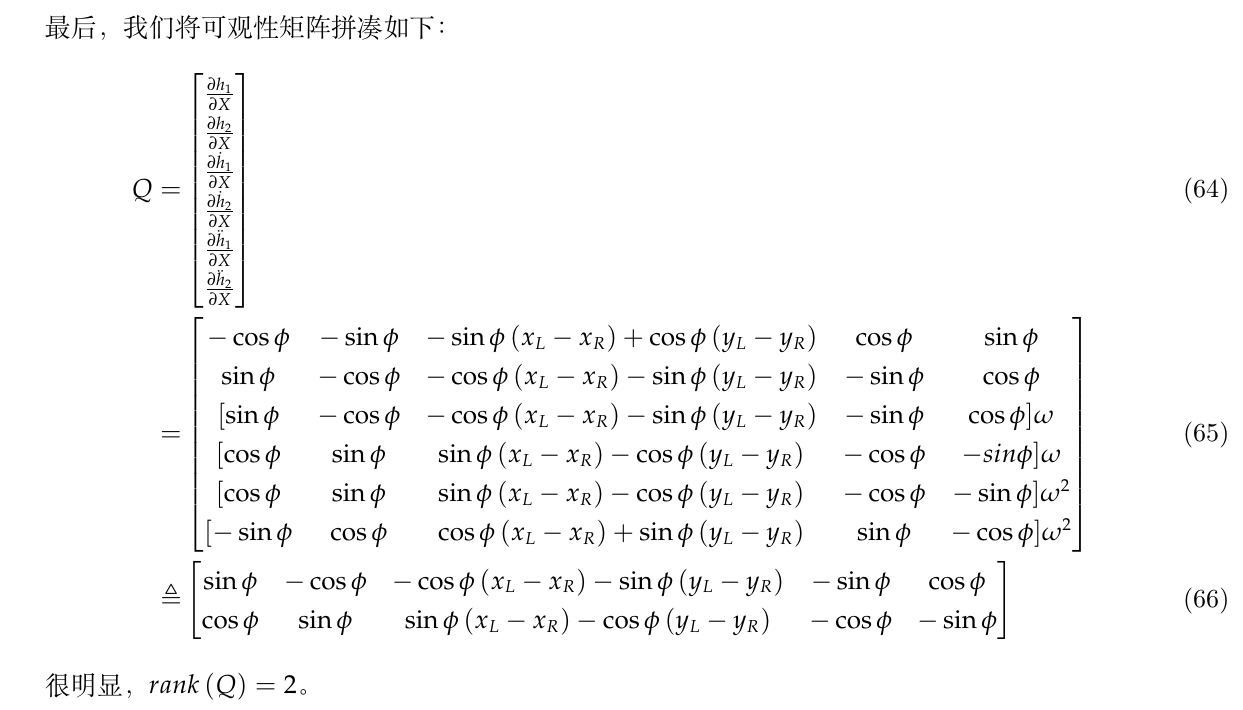 最后，我们将可观性矩阵拼凑如下：
Q = \begin{bmatrix} \frac{\partial h_1}{\partial X} \\ \frac{\partial h_2}{\partial X} \\ \frac{\partial \dot{h}_1}{\partial X} \\ \frac{\partial \dot{h}_2}{\partial X} \\ \frac{\partial \ddot{h}_1}{\partial X} \\ \frac{\partial \ddot{h}_2}{\partial X} \end{bmatrix} (64)
= \begin{bmatrix} -\cos\phi & -\sin\phi & -\sin\phi(x_L - x_R) + \cos\phi(y_L - y_R) & \cos\phi & \sin\phi \\
\sin\phi & -\cos\phi & -\cos\phi(x_L - x_R) - \sin\phi(y_L - y_R) & -\sin\phi & \cos\phi \\
[\sin\phi & -\cos\phi & -\cos\phi(x_L - x_R) - \sin\phi(y_L - y_R) & -\sin\phi & \cos\phi]\omega \\
[\cos\phi & \sin\phi & \sin\phi(x_L - x_R) - \cos\phi(y_L - y_R) & -\cos\phi & -sin\phi]\omega \\
[\cos\phi & \sin\phi & \sin\phi(x_L - x_R) - \cos\phi(y_L - y_R) & -\cos\phi & -\sin\phi]\omega^2 \\
[-\sin\phi & \cos\phi & \cos\phi(x_L - x_R) + \sin\phi(y_L - y_R) & \sin\phi & -\cos\phi]\omega^2 \end{bmatrix} (65)
\triangleq \begin{bmatrix} \sin\phi & -\cos\phi & -\cos\phi(x_L - x_R) - \sin\phi(y_L - y_R) & -\sin\phi & \cos\phi \\
\cos\phi & \sin\phi & \sin\phi(x_L - x_R) - \cos\phi(y_L - y_R) & -\cos\phi & -\sin\phi \end{bmatrix} (66)
很明显，rank (Q) = 2。